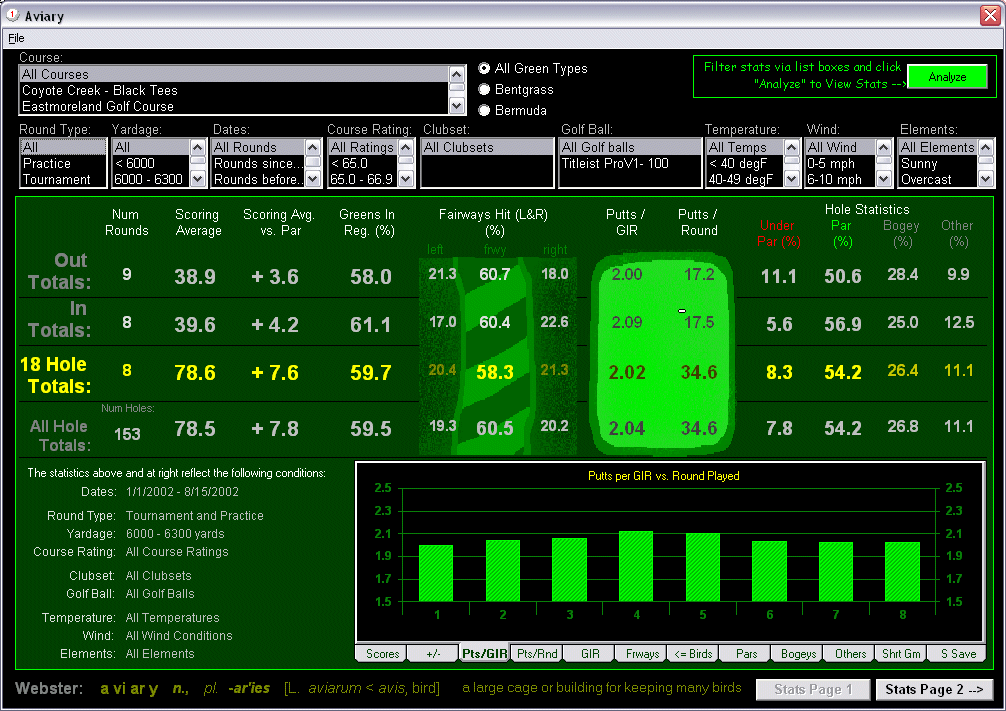 Aviary
File
Course:
All Courses
Coyote Creek - Black Tees
Eastmoreland Golf Course
All Green Types
Bentgrass
Bermuda
Filter stats via list boxes and click
"Analyze" to View Stats -->
Analyze
Round Type: Yardage: Dates: Course Rating: Clubset: Golf Ball: Temperature: Wind: Elements:
All All All Rounds All Ratings All Clubsets All Golf balls All Temps All Wind All Elements
Practice < 6000 Rounds since... < 65.0 Titleist ProV1- 100 < 40 degF 0-5 mph Sunny
Tournament 6000 - 6300 Rounds before.. 65.0 - 66.9 40-49 degF 6-10 mph Overcast
Hole Statistics
Num Scoring Scoring Avg. Greens In Fairways Hit (L&R) Putts / Putts / Under Par Bogey Other
Rounds Average vs. Par Reg. (%) (%) GIR Round Par (%) (%) (%) (%)
left frwy right
Out
Totals: 9 38.9 + 3.6 58.0 21.3 60.7 18.0 2.00 17.2 11.1 50.6 28.4 9.9
In
Totals: 8 39.6 + 4.2 61.1 17.0 60.4 22.6 2.09 17.5 5.6 56.9 25.0 12.5
18 Hole
Totals: 8 78.6 + 7.6 59.7 20.4 58.3 21.3 2.02 34.6 8.3 54.2 26.4 11.1
Num Holes:
All Hole
Totals: 153 78.5 + 7.8 59.5 19.3 60.5 20.2 2.04 34.6 7.8 54.2 26.8 11.1
The statistics above and at right reflect the following conditions:
Dates: 1/1/2002 - 8/15/2002
Round Type: Tournament and Practice
Yardage: 6000 - 6300 yards
Course Rating: All Course Ratings
Clubset: All Clubsets
Golf Ball: All Golf Balls
Temperature: All Temperatures
Wind: All Wind Conditions
Elements: All Elements
Putts per GIR vs. Round Played
2.5 2.5
2.3 2.3
2.1 2.1
1.9 1.9
1.7 1.7
1.5 1.5
1 2 3 4 5 6 7 8
Scores +/- Pts/GIR Pts/Rnd GIR Frways <= Birds Pars Bogeys Others Shrt Gm S Save
Webster: a vi ar y n., pl. -ar'ies [L. aviarum < avis, bird] a large cage or building for keeping many birds
Stats Page 1
Stats Page 2 -->